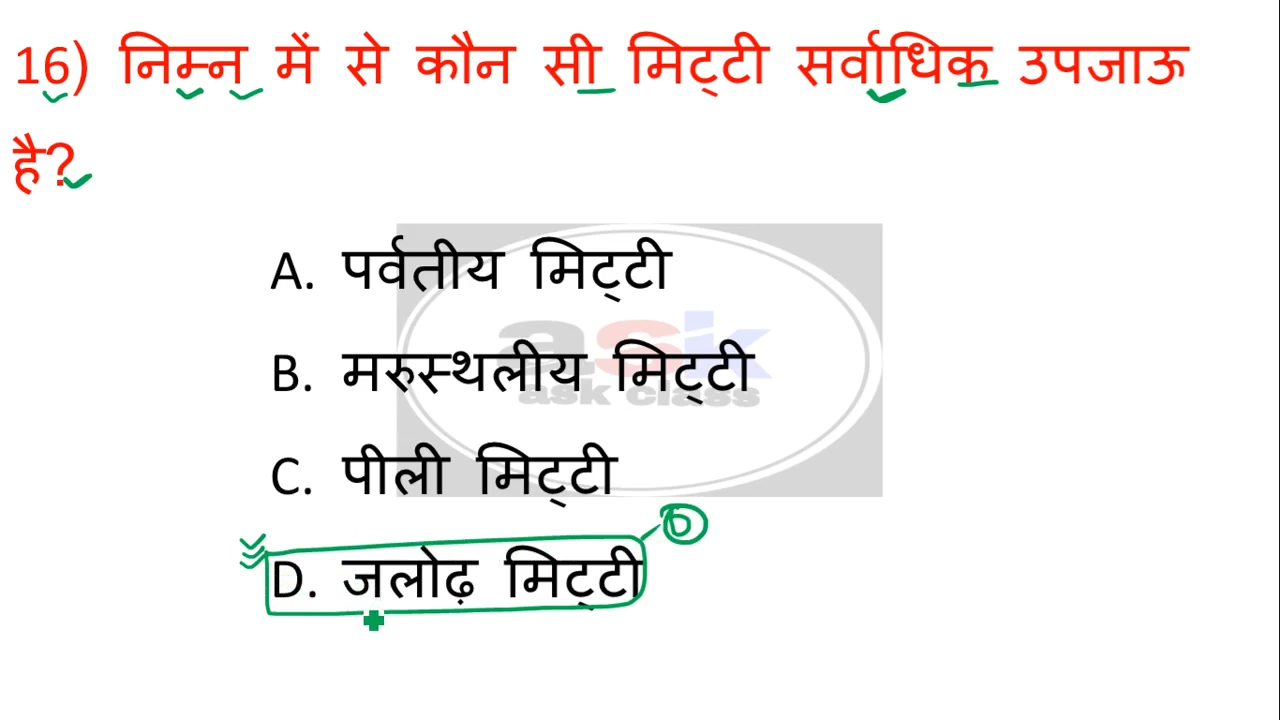 16) निम्न में से कौन सी मिट्टी सर्वाधिक उपजाऊ
है?
A. पर्वतीय मिट्टी
ask
B. मरुस्थलीय मिट्टी
ask class
C. पीली मिट्टी
D
D. जलोढ़ मिट्टी